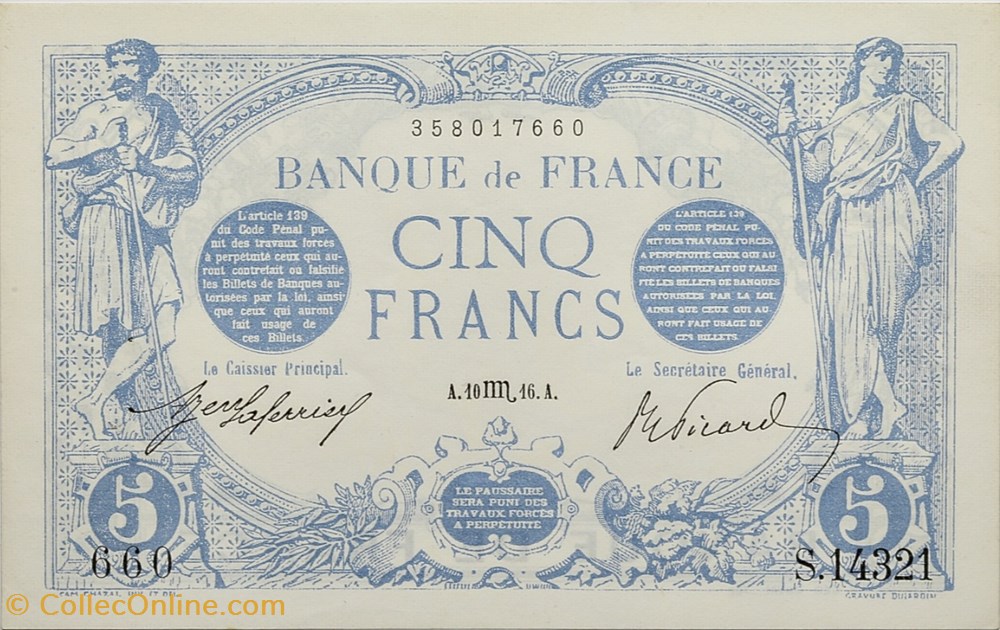 358017660
BANQUE de FRANCE
CINQ
FRANCS
L'article 139
du Code Pénal pu-
nit des travaux forcés
à perpétuité ceux qui au-
ront contrefait ou falsifié
les Billets de Banques au-
torisées par la loi, ainsi
que ceux qui auront
fait usage de
ces Billets.
L'ARTICLE 139
DU CODE PÉNAL PU-
NIT DES TRAVAUX FORCÉS
A PERPÉTUITÉ CEUX QUI AU
RONT CONTREFAIT OU FALSI
FIÉ LES BILLETS DE BANQUES
AUTORISÉES PAR LA LOI,
AINSI QUE CEUX QUI AU
RONT FAIT USAGE DE
CES BILLETS.
Le Caissier Principal.
A.10 16.A.
Le Secrétaire Général.
Picard
LE FAUSSAIRE
SERA PUNI DES
TRAVAUX FORCÉS
A PERPÉTUITÉ
5
5
660
S.14321
GRAVURE DUJARDIN
© CollecOnline.com